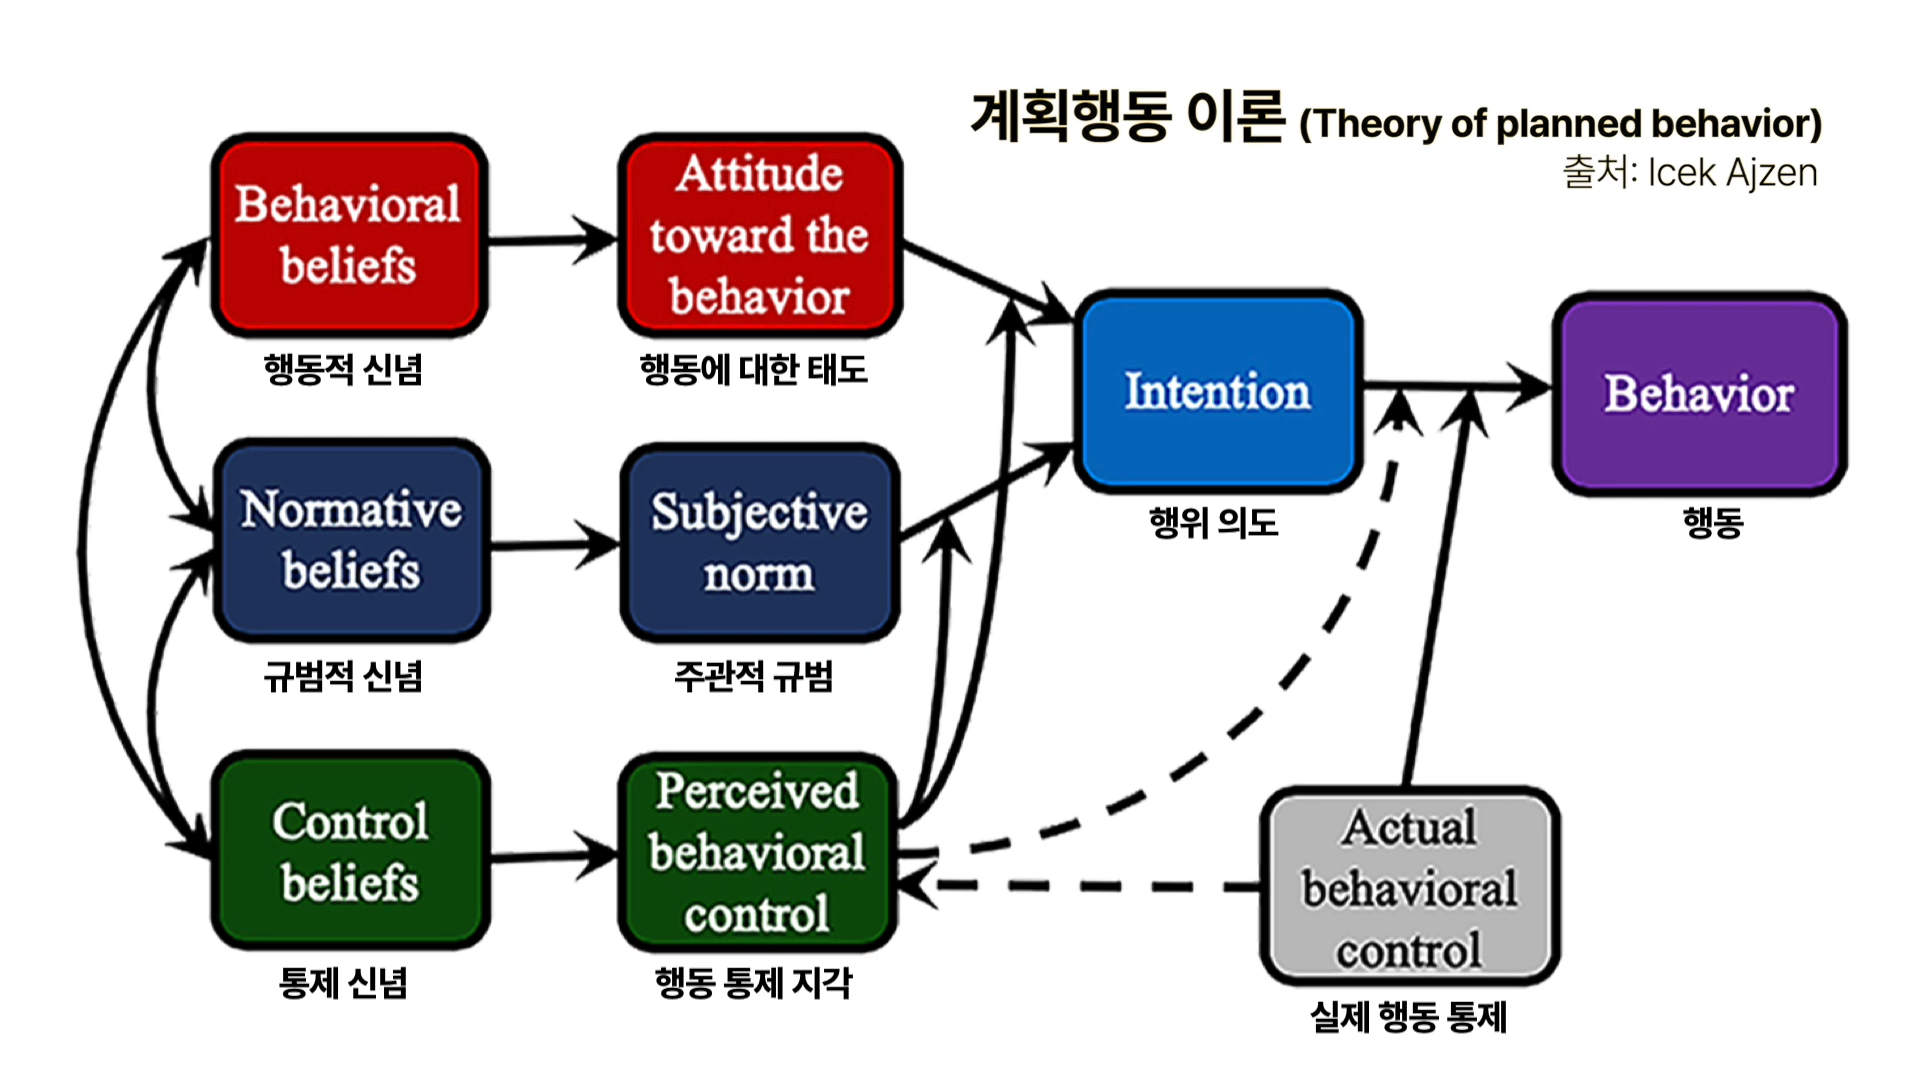 계획행동 이론 (Theory of planned behavior)
출처: Icek Ajzen
Behavioral
beliefs
행동적 신념
Attitude
toward the
behavior
행동에 대한 태도
Intention
행위 의도
Behavior
행동
Normative
beliefs
규범적 신념
Subjective
norm
주관적 규범
Control
beliefs
통제 신념
Perceived
behavioral
control
행동 통제 지각
Actual
behavioral
control
실제 행동 통제